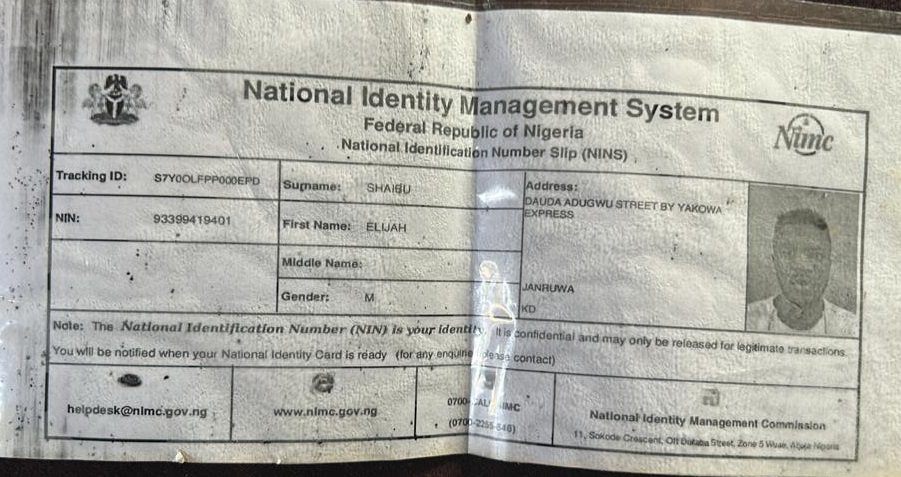 National Identity Management System
Federal Republic of Nigeria
National Identification Number Slip (NINS)
Nimc
Tracking ID: S7Y0OLFPP000EPD
Surname: SHAIBU
Address:
DAUDA ADUGWU STREET BY YAKOWA
EXPRESS
NIN: 93399419401
First Name: ELIJAH
Middle Name:
JANRUWA
Gender: M
KD
Note: The National Identification Number (NIN) is your identity. It is confidential and may only be released for legitimate transactions.
You will be notified when your National Identity Card is ready (for any please contact)
helpdesk@nimc.gov.ng
www.nimc.gov.ng
0700-
(0700-
National Identity Management Commission
11, Sokode Crescent, Off Street, Zone 5 Wuse, Abuja Nigeria